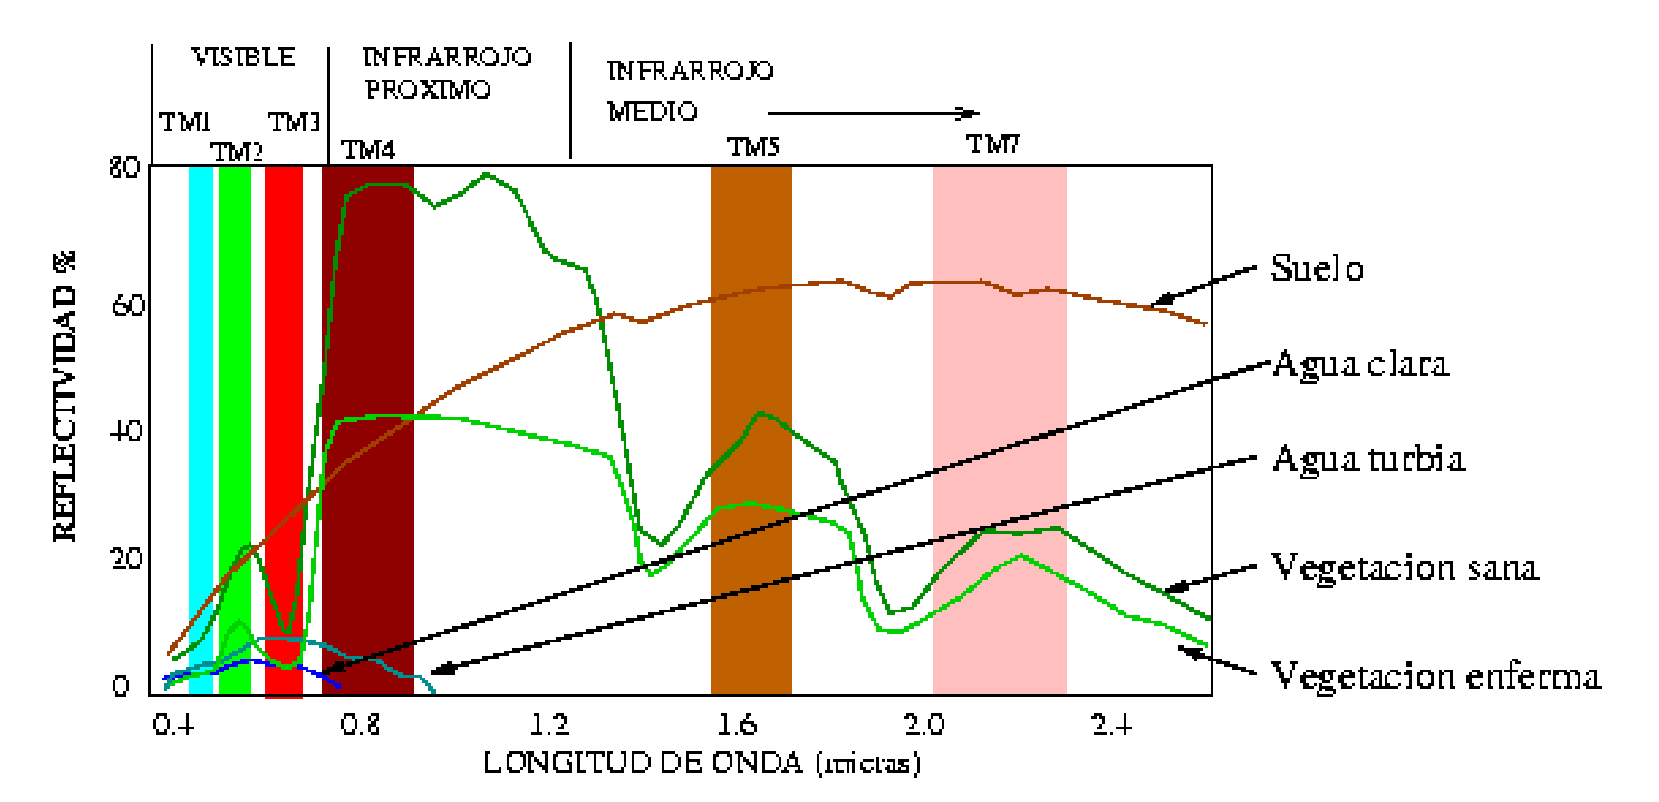 VISIBLE
INFRARROJO
PROXIMO
INFRARROJO
MEDIO
TM1
TM2
TM3
TM4
TM5
TM7
REFLECTIVIDAD %
80
60
40
20
0
Suelo
Agua clara
Agua turbia
Vegetacion sana
Vegetacion enferma
0.4 0.8 1.2 1.6 2.0 2.4
LONGITUD DE ONDA (micras)